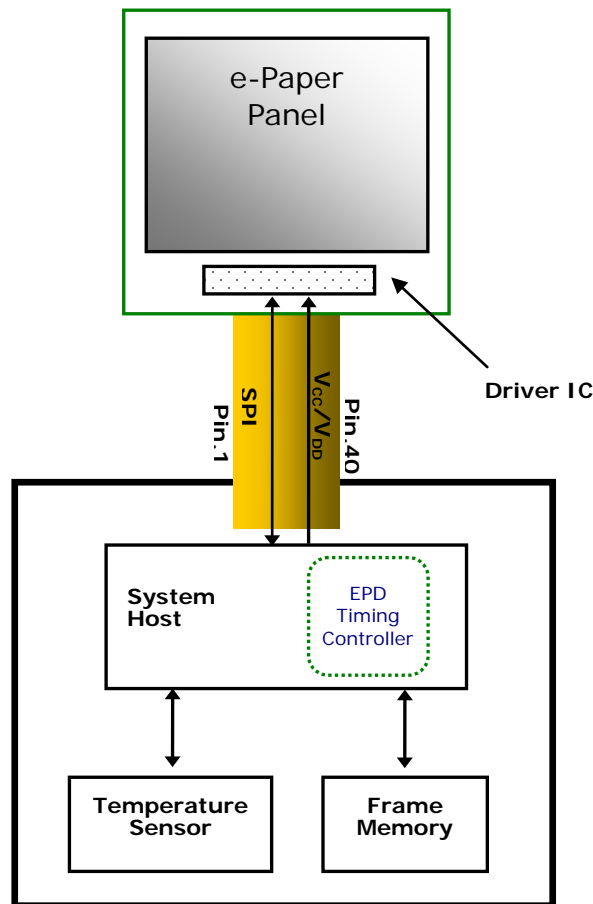 e-Paper
Panel
Driver IC
Pin.1
SPI
VCC/VDD
Pin.40
System
Host
EPD
Timing
Controller
Temperature
Sensor
Frame
Memory